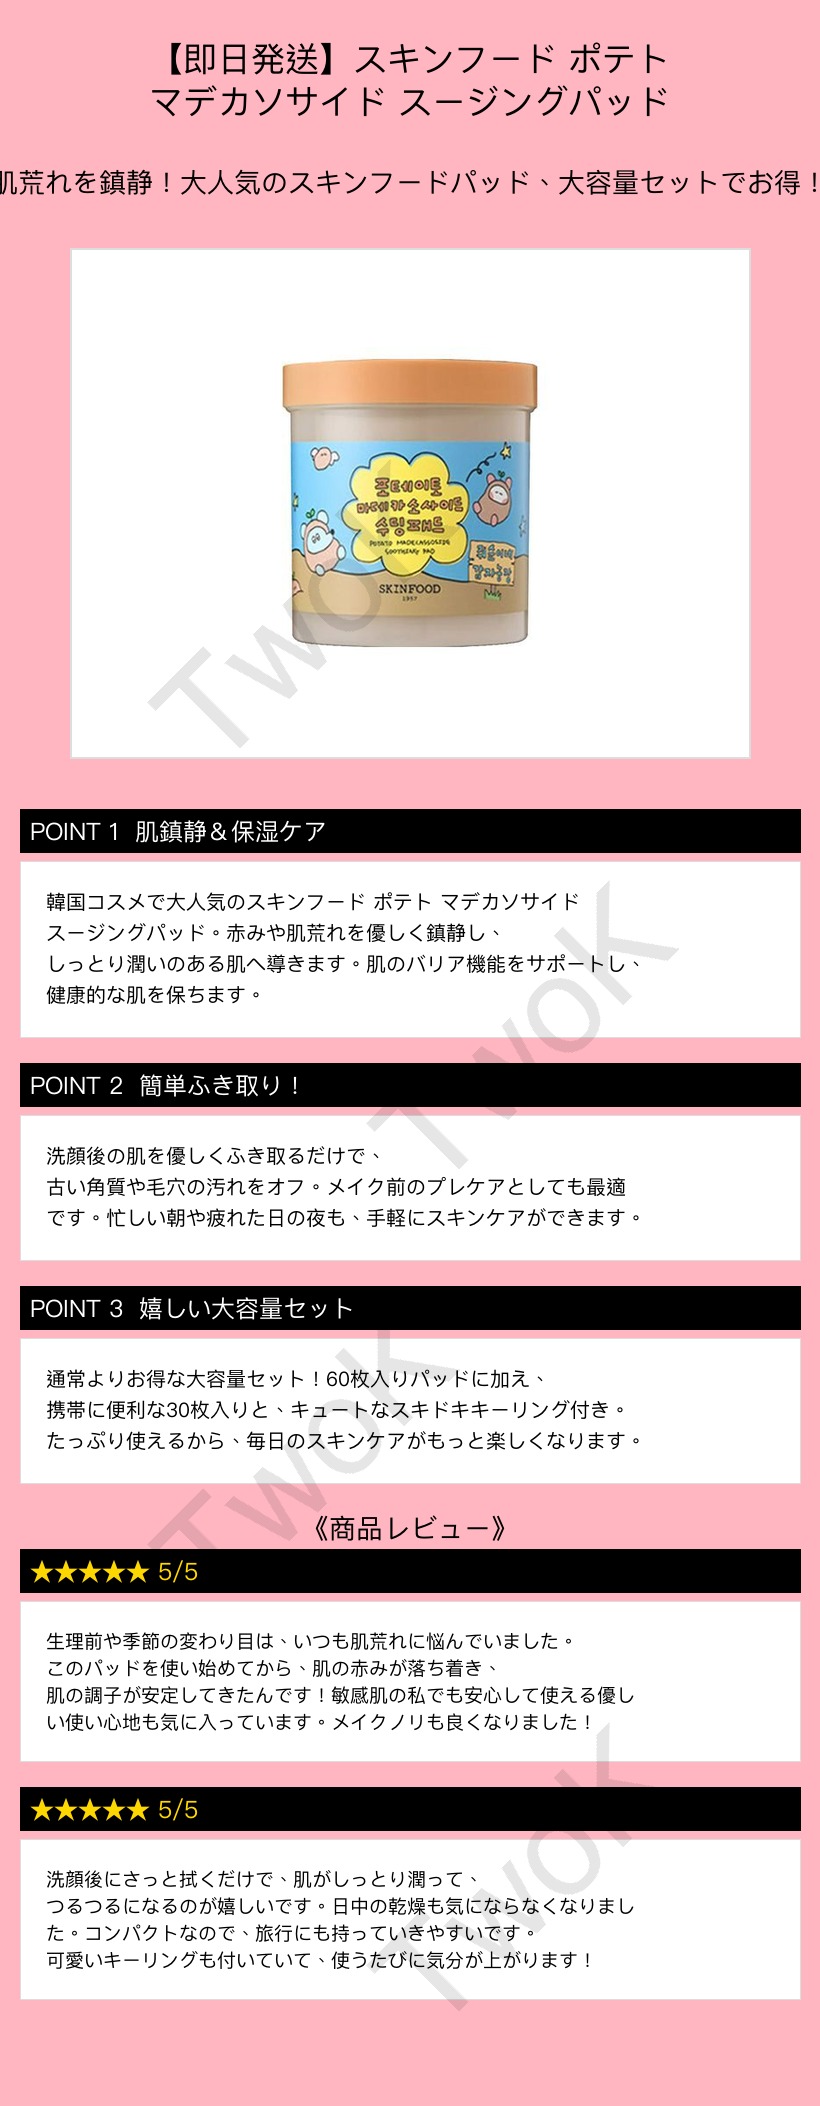 【即日発送】スキンフード ポテト
マデカソサイド スージングパッド
肌荒れを鎮静！大人気のスキンフードパッド、大容量セットでお得！
포테이토
마데카소사이드
수딩패드
POTATO MADECASSOSIDE
SOOTHING PAD
SKINFOOD
1957
TwoK
POINT 1 肌鎮静＆保湿ケア
韓国コスメで大人気のスキンフード ポテト マデカソサイド
スージングパッド。赤みや肌荒れを優しく鎮静し、
しっとり潤いのある肌へ導きます。肌のバリア機能をサポートし、
健康的な肌を保ちます。
TwoK
POINT 2 簡単ふき取り！
洗顔後の肌を優しくふき取るだけで、
古い角質や毛穴の汚れをオフ。メイク前のプレケアとしても最適
です。忙しい朝や疲れた日の夜も、手軽にスキンケアができます。
POINT 3 嬉しい大容量セット
通常よりお得な大容量セット！60枚入りパッドに加え、
携帯に便利な30枚入りと、キュートなスキドキキーリング付き。
たっぷり使えるから、毎日のスキンケアがもっと楽しくなります。
TwoK
《商品レビュー》
★★★★★ 5/5
生理前や季節の変わり目は、いつも肌荒れに悩んでいました。
このパッドを使い始めてから、肌の赤みが落ち着き、
肌の調子が安定してきたんです！敏感肌の私でも安心して使える優し
い使い心地も気に入っています。メイクノリも良くなりました！
★★★★★ 5/5
洗顔後にさっと拭くだけで、肌がしっとり潤って、
つるつるになるのが嬉しいです。日中の乾燥も気にならなくなりまし
た。コンパクトなので、旅行にも持っていきやすいです。
可愛いキーリングも付いていて、使うたびに気分が上がります！
TwoK